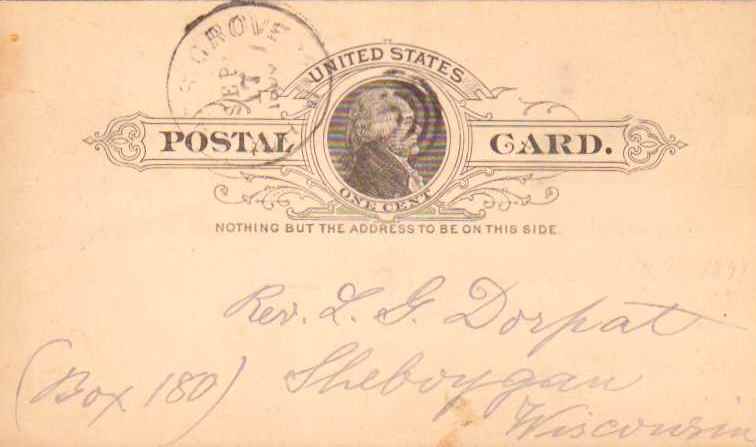 GROVE
SEP
7
UNITED STATES
POSTAL CARD.
ONE CENT
NOTHING BUT THE ADDRESS TO BE ON THIS SIDE.
Rev. L. G. Dorpat
(Box 180) Sheboygan
Wisconsin